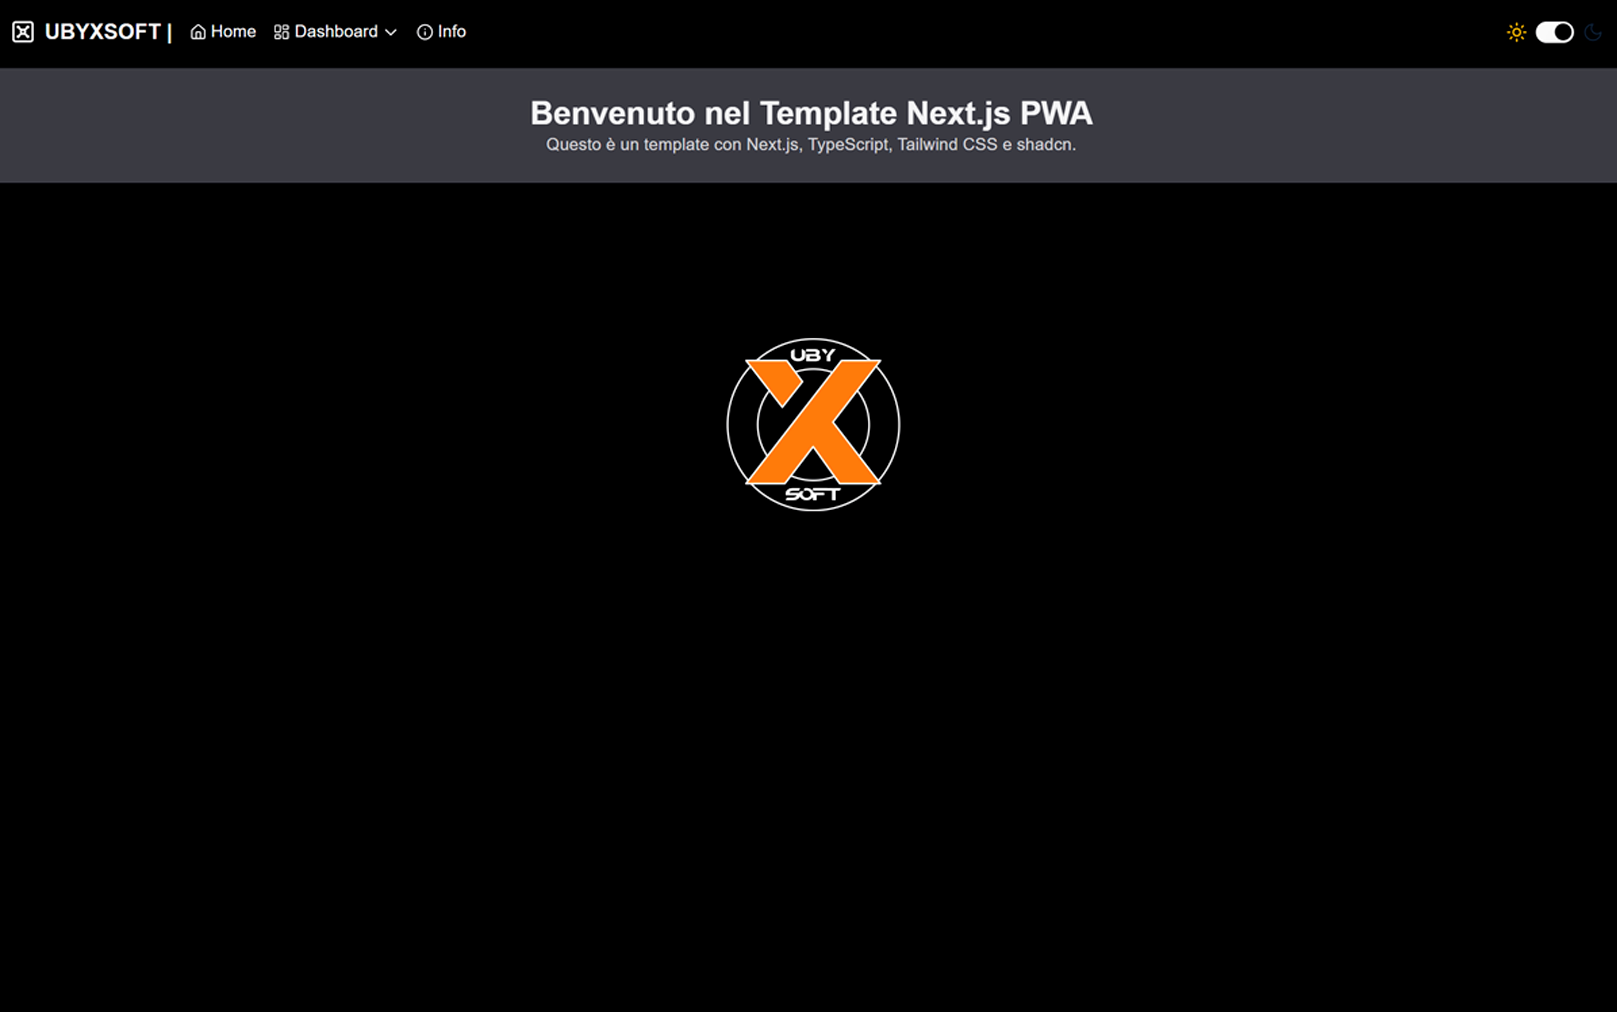 UBYXSOFT | Home Dashboard Info
Benvenuto nel Template Next.js PWA
Questo è un template con Next.js, TypeScript, Tailwind CSS e shadcn.
UBY
X
SOFT